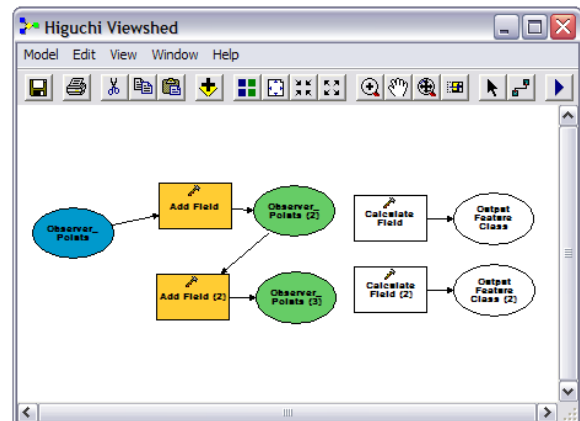 Higuchi Viewshed
Model Edit View Window Help
Observer_
Points
Add Field
Observer_
Points (2)
Calculate
Field
Output
Feature
Class
Add Field (2)
Observer_
Points (3)
Calculate
Field (2)
Output
Feature
Class (2)